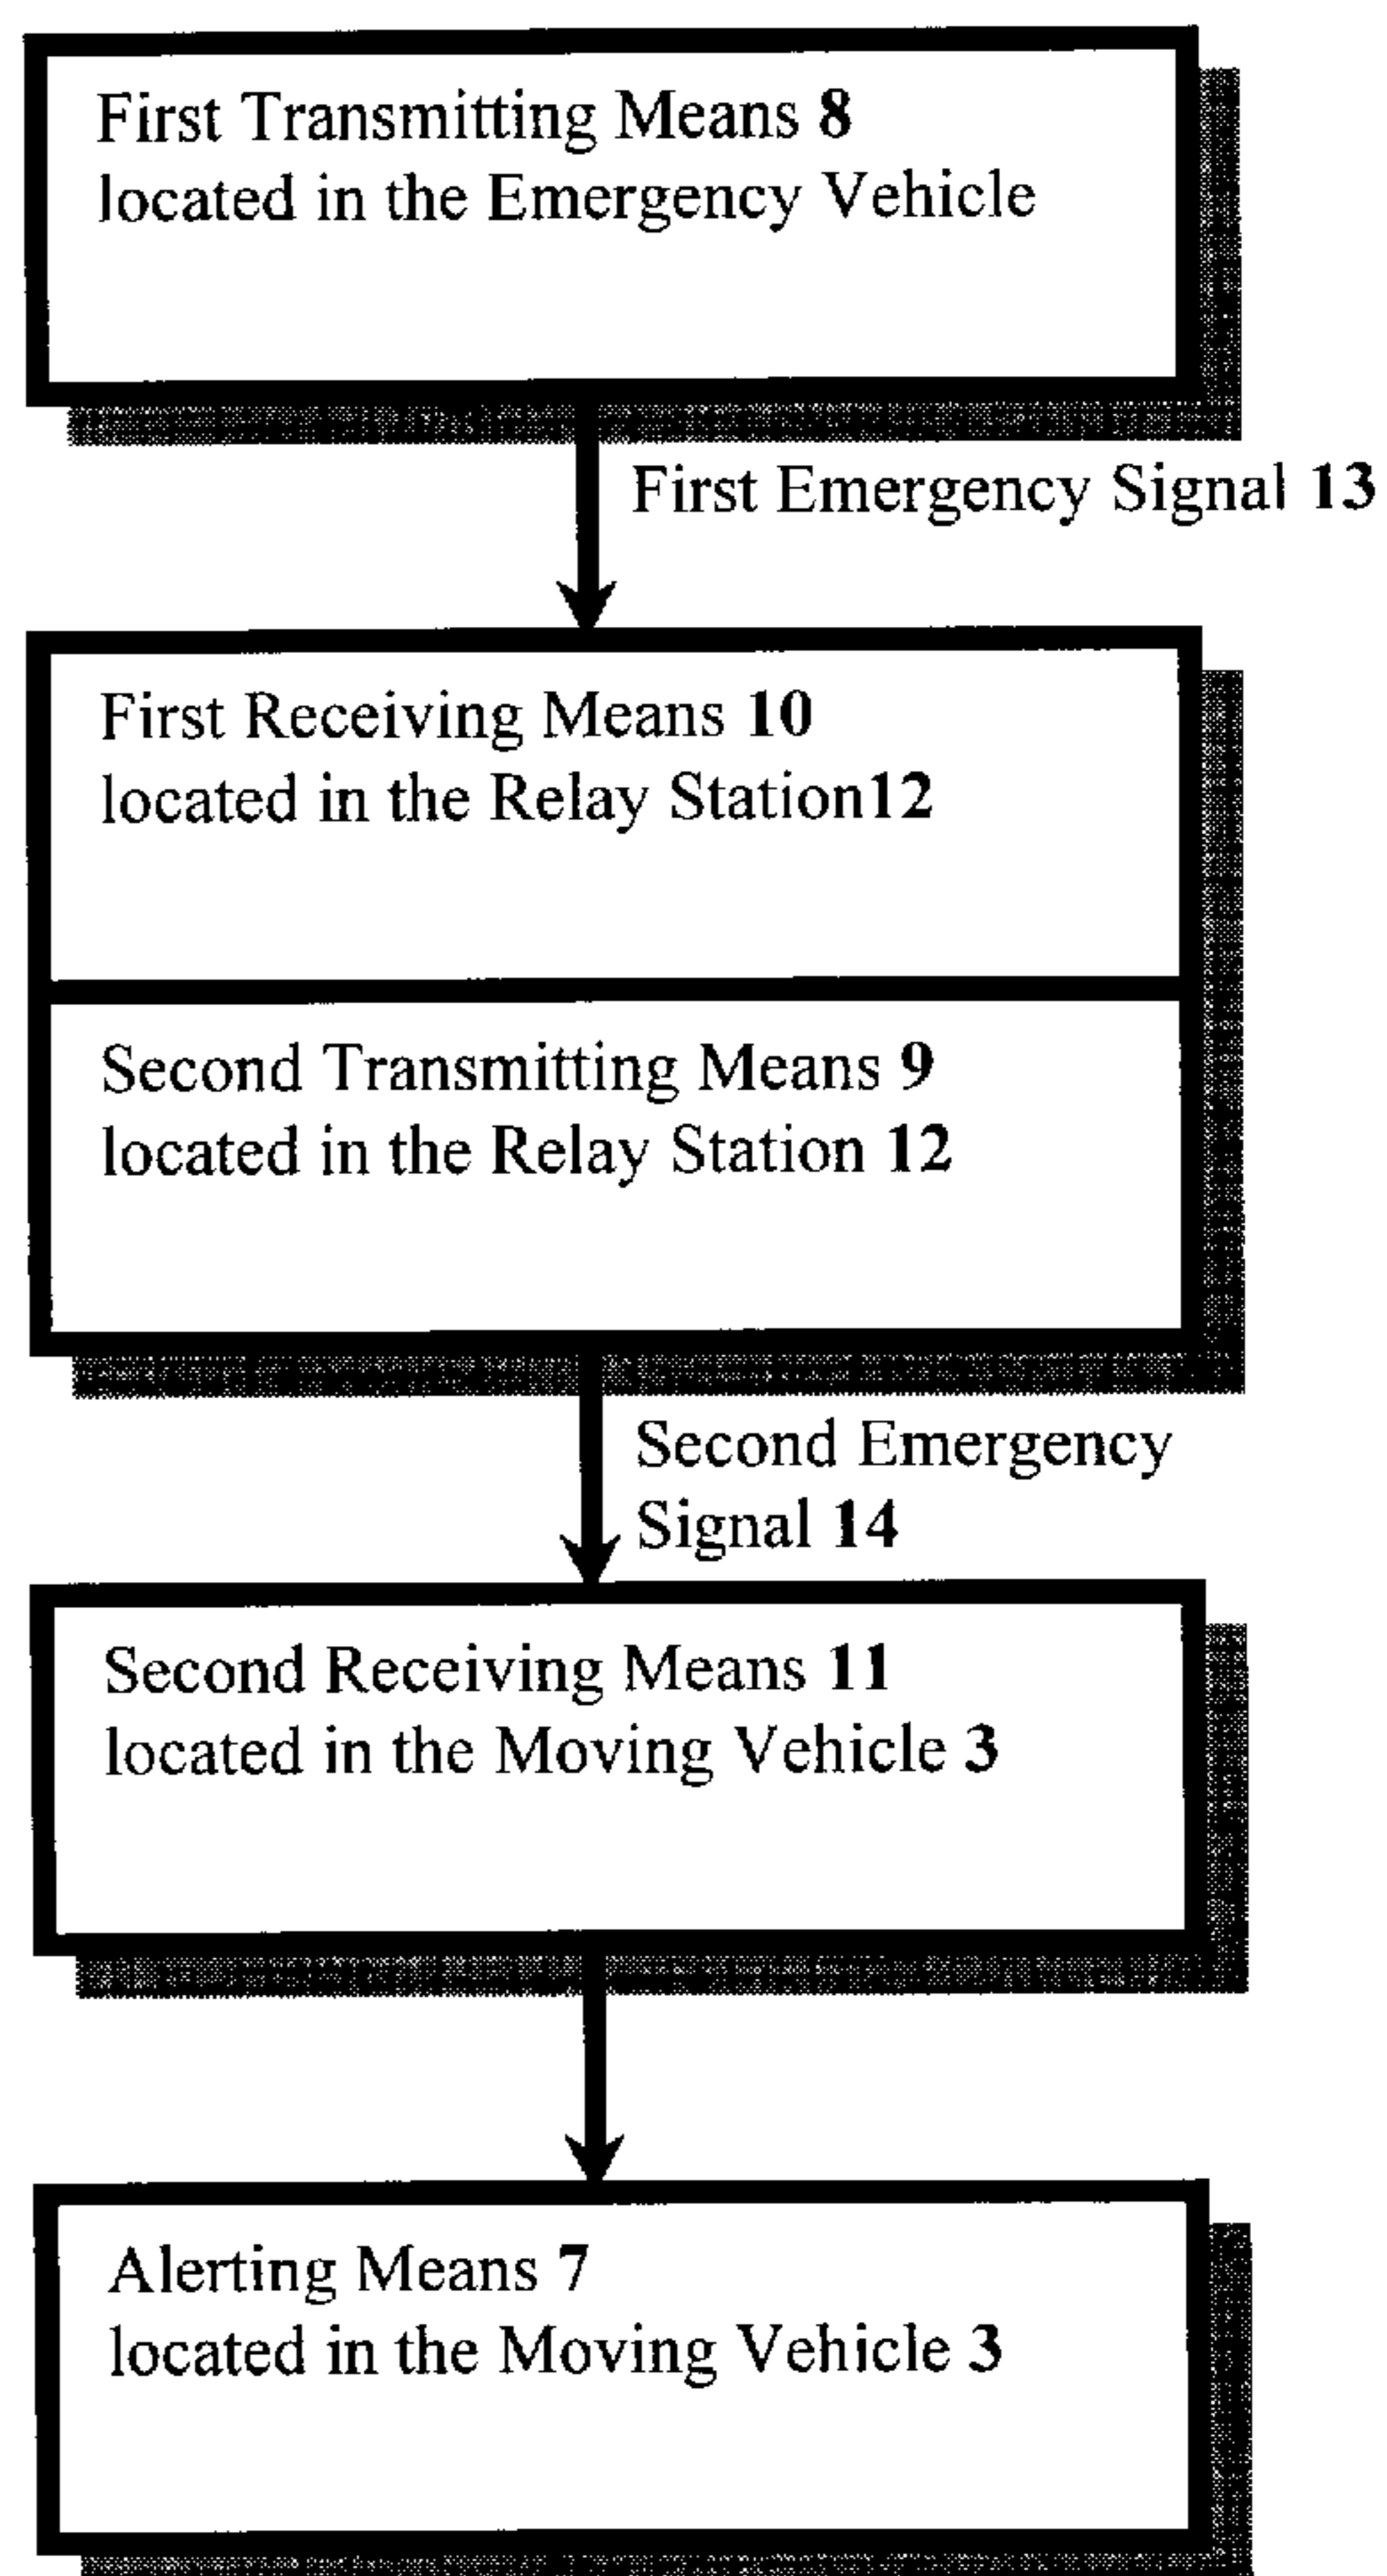 First Transmitting Means 8
located in the Emergency Vehicle
First Emergency Signal 13
First Receiving Means 10
located in the Relay Station12
Second Transmitting Means 9
located in the Relay Station 12
Second Emergency
Signal 14
Second Receiving Means 11
located in the Moving Vehicle 3
Alerting Means 7
located in the Moving Vehicle 3